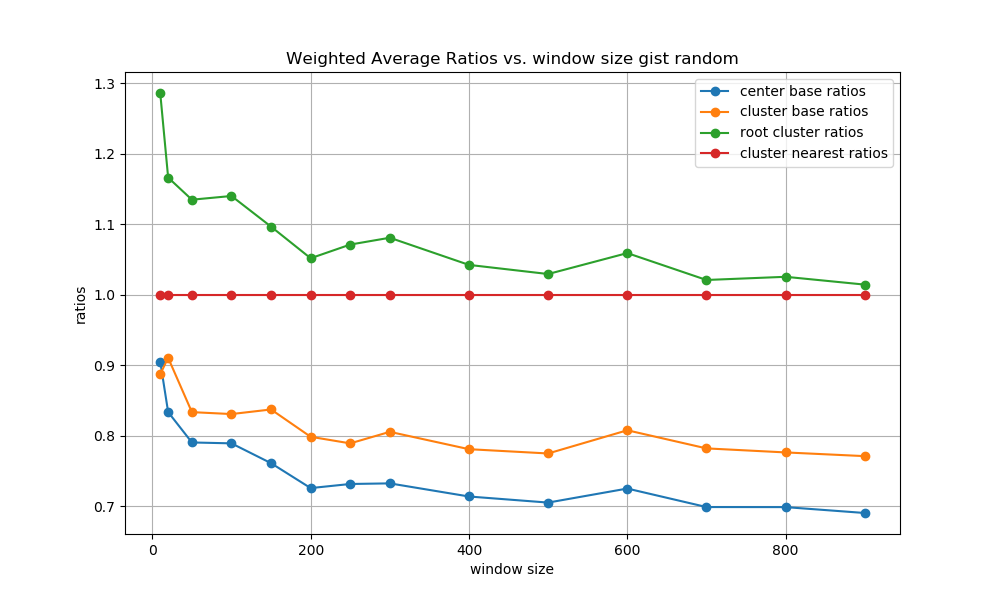 Weighted Average Ratios vs. window size gist random
center base ratios
cluster base ratios
root cluster ratios
cluster nearest ratios
1.3
1.2
1.1
1.0
0.9
0.8
0.7
ratios
0 200 400 600 800
window size